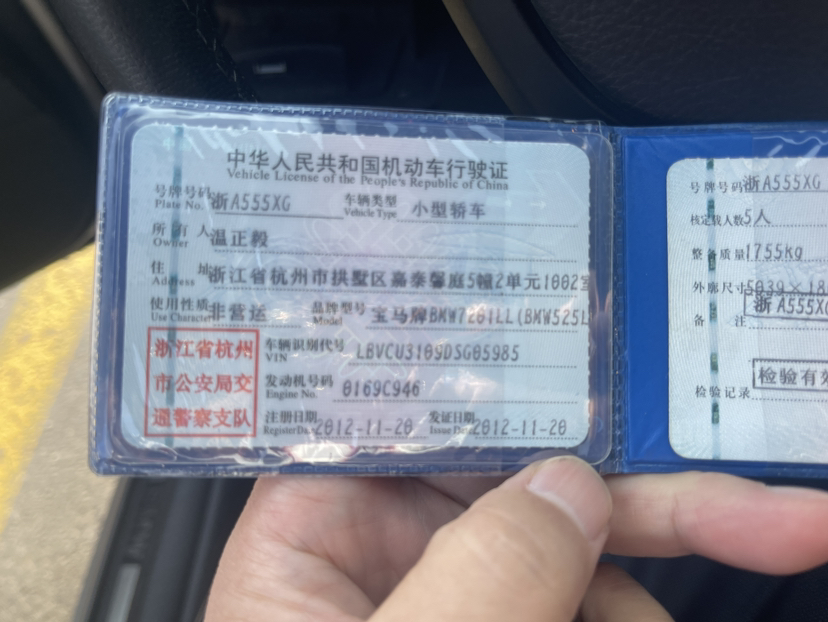 中华人民共和国机动车行驶证
Vehicle License of the People's Republic of China
号牌号码 浙A555XG 车辆类型 小型轿车
Plate No. Vehicle Type
所有人 温正毅
Owner
住址 浙江省杭州市拱墅区嘉泰馨庭5幢2单元1002室
Address
使用性质 非营运 品牌型号 宝马牌BMW7201LL(BMW525L
Use Character Model
浙江省杭州
市公安局交
通警察支队
车辆识别代号 LBVCU3109DSG05985
VIN
发动机号码 0169C946
Engine No.
注册日期 2012-11-20 发证日期 2012-11-20
Register Date Issue Date
号牌号码 浙A555XG
核定载人数 5人
整备质量 1755kg
外廓尺寸 5039×18
浙A555XG
备注
检验有效
检验记录